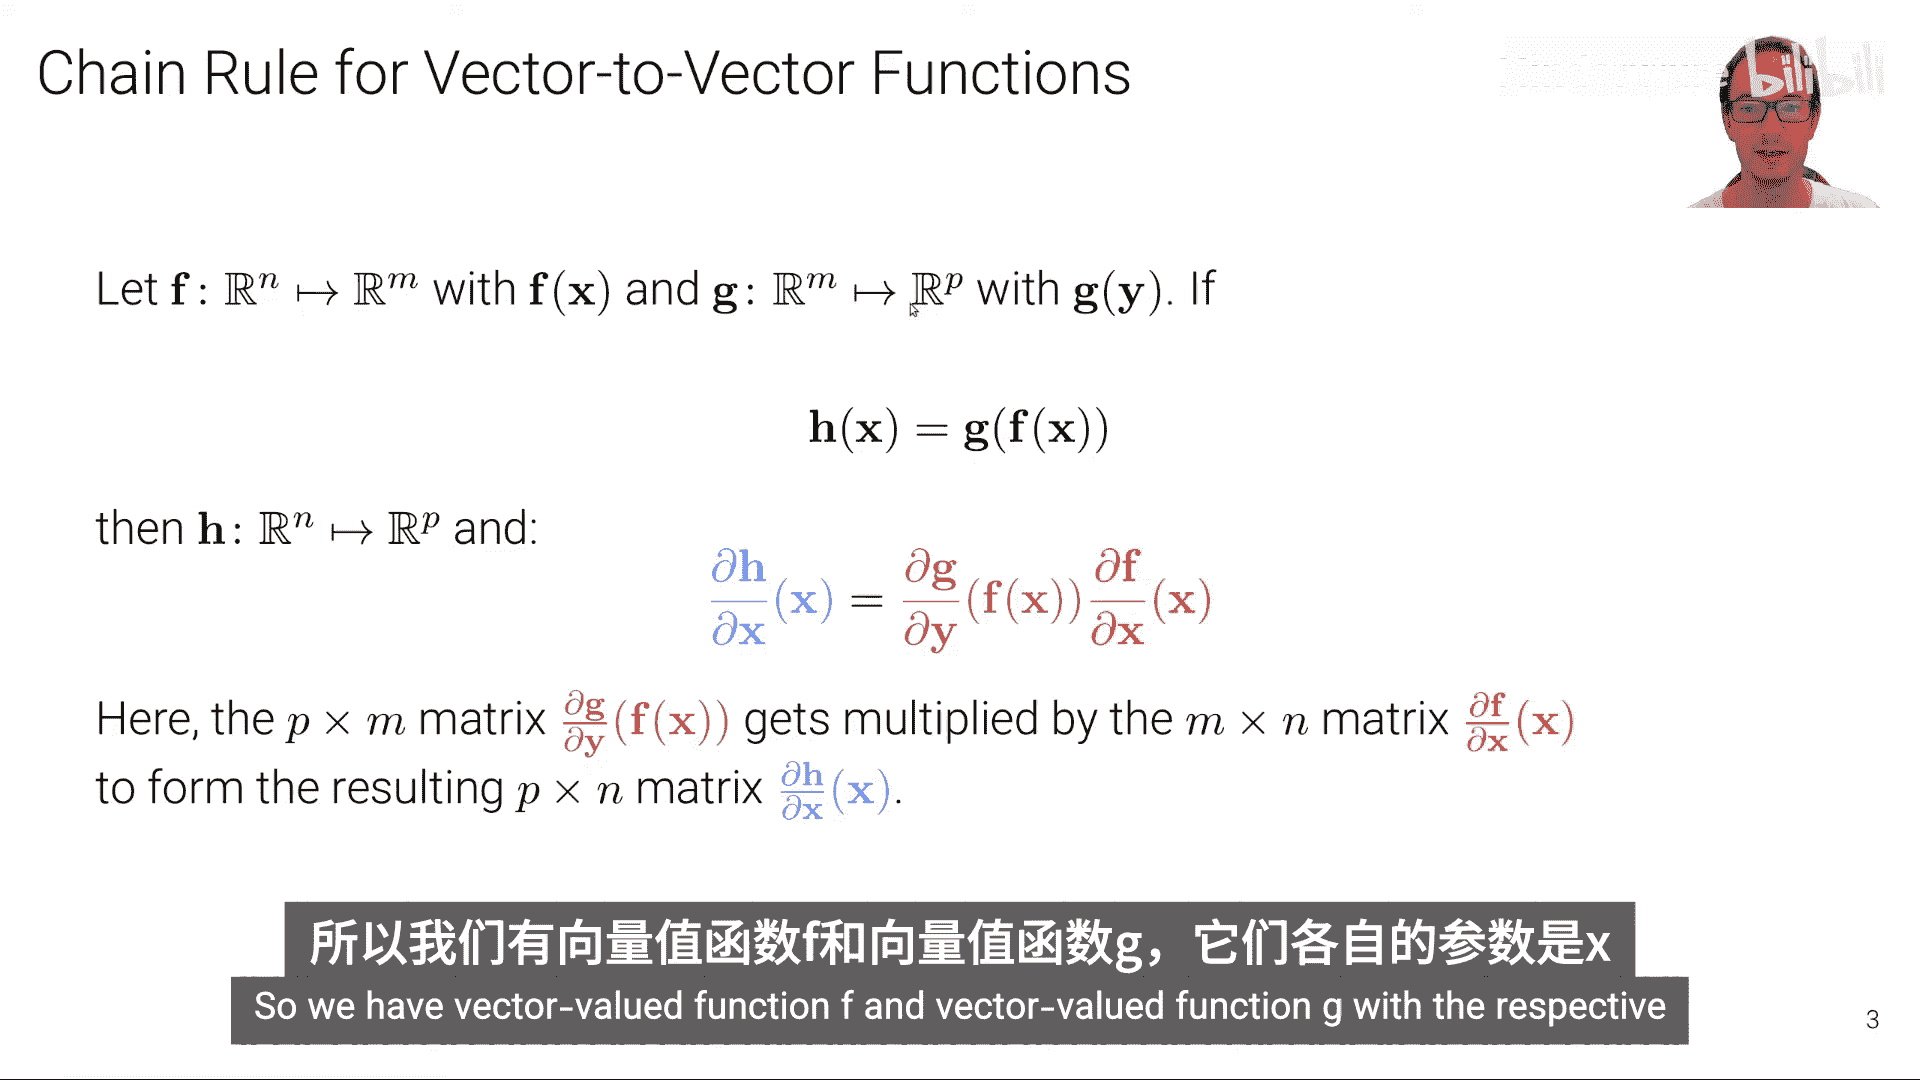 Chain Rule for Vector-to-Vector Functions
bilibili
Let f : ℝⁿ ↦ ℝᵐ with f(x) and g : ℝᵐ ↦ ℝᵖ with g(y). If
h(x) = g(f(x))
then h : ℝⁿ ↦ ℝᵖ and:
∂h/∂x (x) = ∂g/∂y (f(x)) ∂f/∂x (x)
Here, the p × m matrix ∂g/∂y (f(x)) gets multiplied by the m × n matrix ∂f/∂x (x)
to form the resulting p × n matrix ∂h/∂x (x).
所以我们有向量值函数f和向量值函数g，它们各自的参数是x
So we have vector-valued function f and vector-valued function g with the respective
3